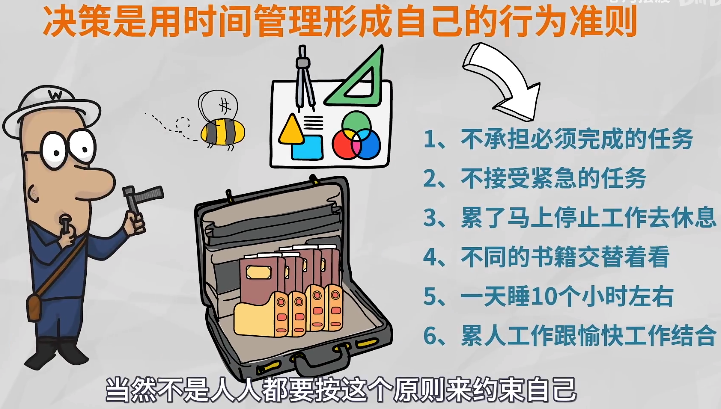 决策是用时间管理形成自己的行为准则
W
1、不承担必须完成的任务
2、不接受紧急的任务
3、累了马上停止工作去休息
4、不同的书籍交替着看
5、一天睡10个小时左右
6、累人工作跟愉快工作结合
当然不是人人都要按这个原则来约束自己